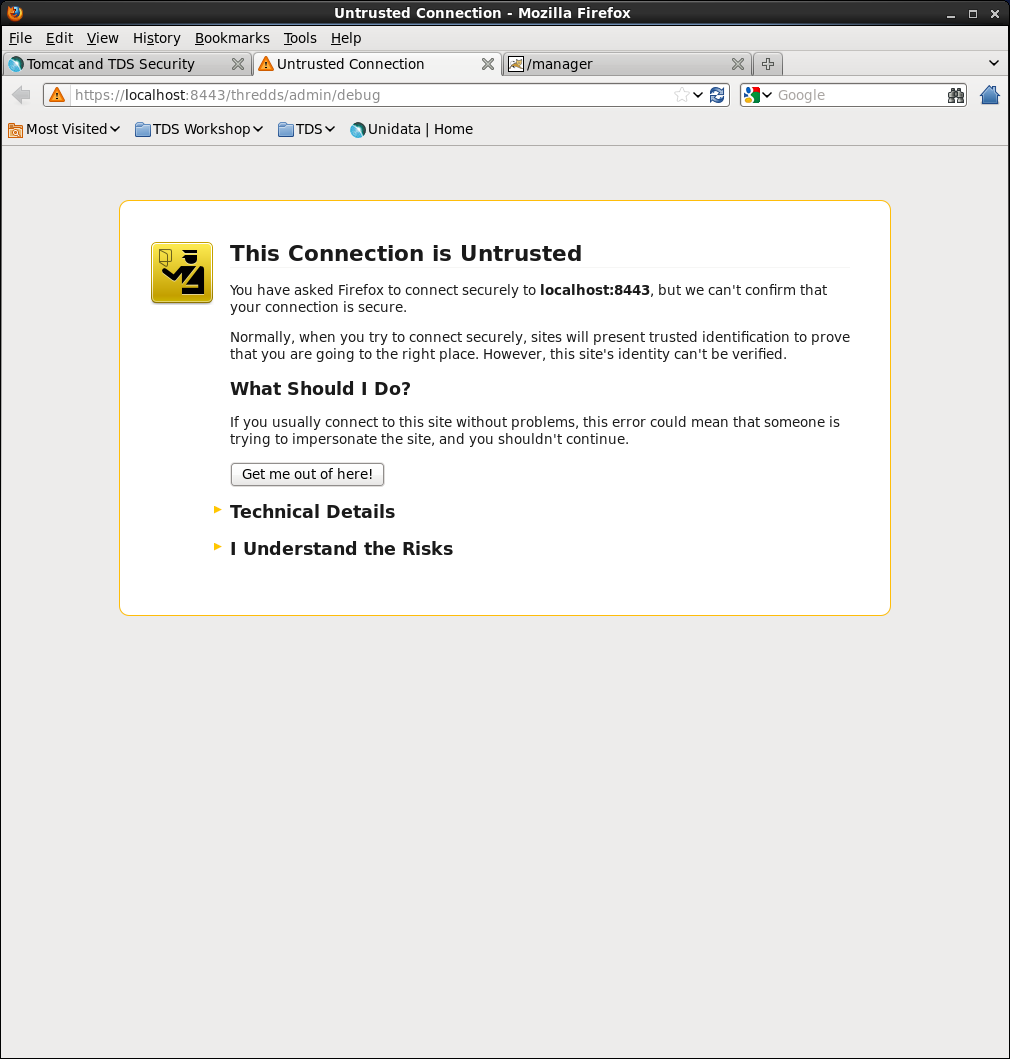 Untrusted Connection - Mozilla Firefox
File Edit View History Bookmarks Tools Help
Tomcat and TDS Security Untrusted Connection /manager
https://localhost:8443/thredds/admin/debug Google
Most Visited TDS Workshop TDS Unidata | Home
This Connection is Untrusted
You have asked Firefox to connect securely to localhost:8443, but we can't confirm that
your connection is secure.
Normally, when you try to connect securely, sites will present trusted identification to prove
that you are going to the right place. However, this site's identity can't be verified.
What Should I Do?
If you usually connect to this site without problems, this error could mean that someone is
trying to impersonate the site, and you shouldn't continue.
Get me out of here!
Technical Details
I Understand the Risks